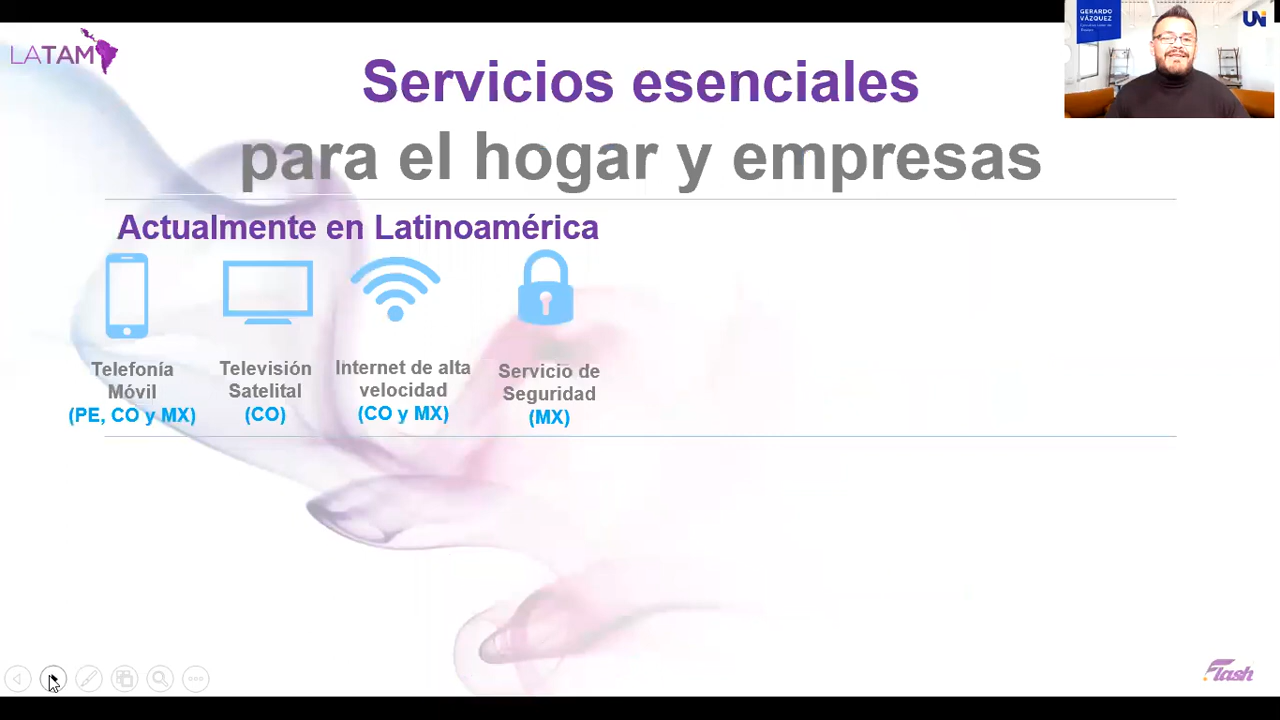 LATAM
GERARDO
VÁZQUEZ
UNi
Servicios esenciales
para el hogar y empresas
Actualmente en Latinoamérica
Telefonía
Móvil
(PE, CO y MX)
Televisión
Satelital
(CO)
Internet de alta
velocidad
(CO y MX)
Servicio de
Seguridad
(MX)
Flash